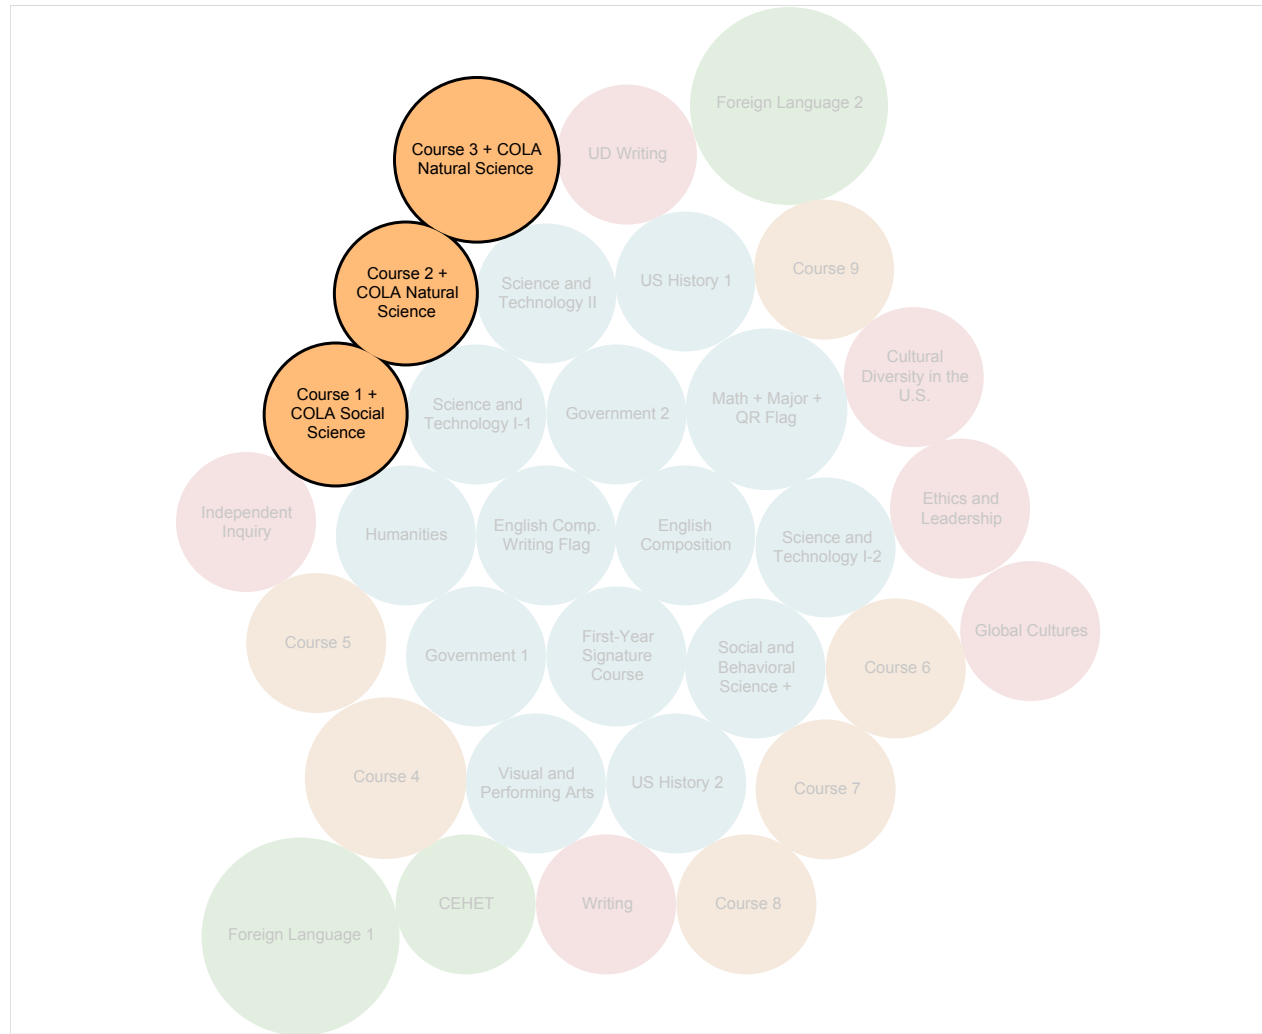 Foreign Language 2
Course 3 + COLA
Natural Science
UD Writing
Course 2 +
COLA Natural
Science
Science and
Technology II
US History 1
Course 9
Course 1 +
COLA Social
Science
Science and
Technology I-1
Government 2
Math + Major +
QR Flag
Cultural
Diversity in the
U.S.
Independent
Inquiry
Humanities
English Comp.
Writing Flag
English
Composition
Science and
Technology I-2
Ethics and
Leadership
Course 5
Government 1
First-Year
Signature
Course
Social and
Behavioral
Science +
Course 6
Global Cultures
Course 4
Visual and
Performing Arts
US History 2
Course 7
Foreign Language 1
CEHET
Writing
Course 8